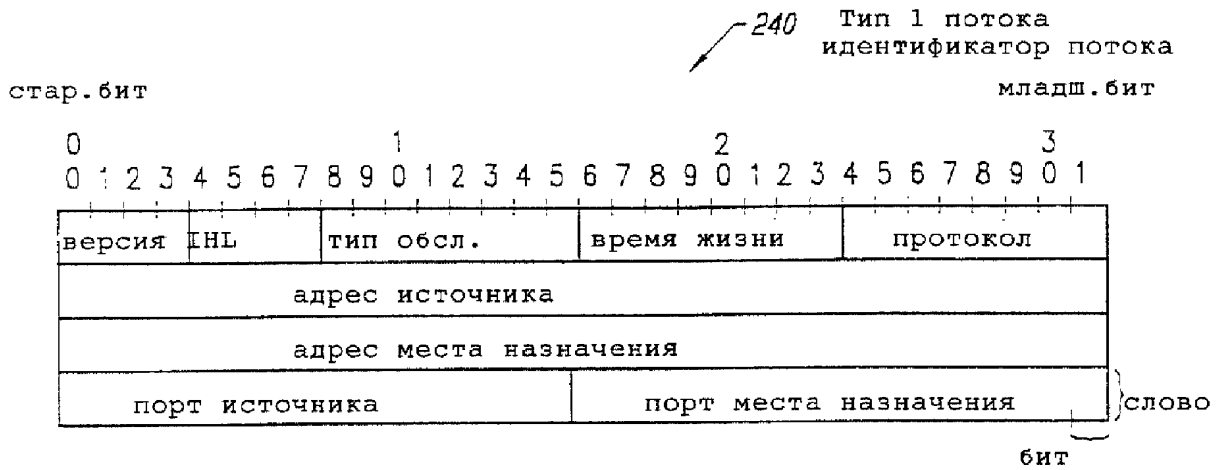 240 Тип 1 потока
идентификатор потока
стар.бит младш.бит
0 1 2 3
0 1 2 3 4 5 6 7 8 9 0 1 2 3 4 5 6 7 8 9 0 1 2 3 4 5 6 7 8 9 0 1
версия IHL тип обсл. время жизни протокол
адрес источника
адрес места назначения
порт источника порт места назначения слово
бит